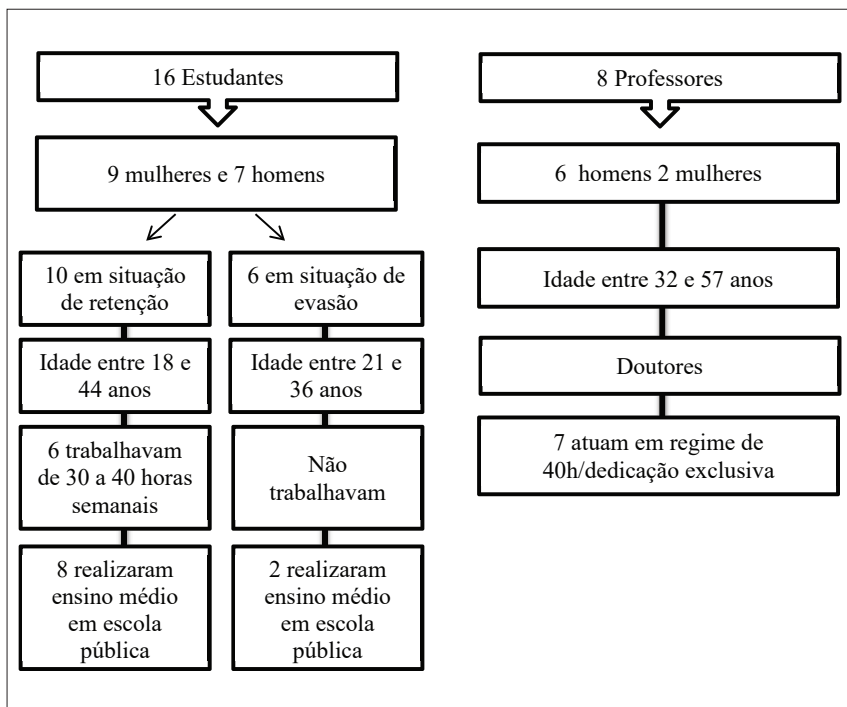 16 Estudantes
9 mulheres e 7 homens
10 em situação
de retenção
6 em situação de
evasão
Idade entre 18 e
44 anos
Idade entre 21 e
36 anos
6 trabalhavam
de 30 a 40 horas
semanais
Não
trabalhavam
8 realizaram
ensino médio
em escola
pública
2 realizaram
ensino médio
em escola
pública
8 Professores
6 homens 2 mulheres
Idade entre 32 e 57 anos
Doutores
7 atuam em regime de
40h/dedicação exclusiva